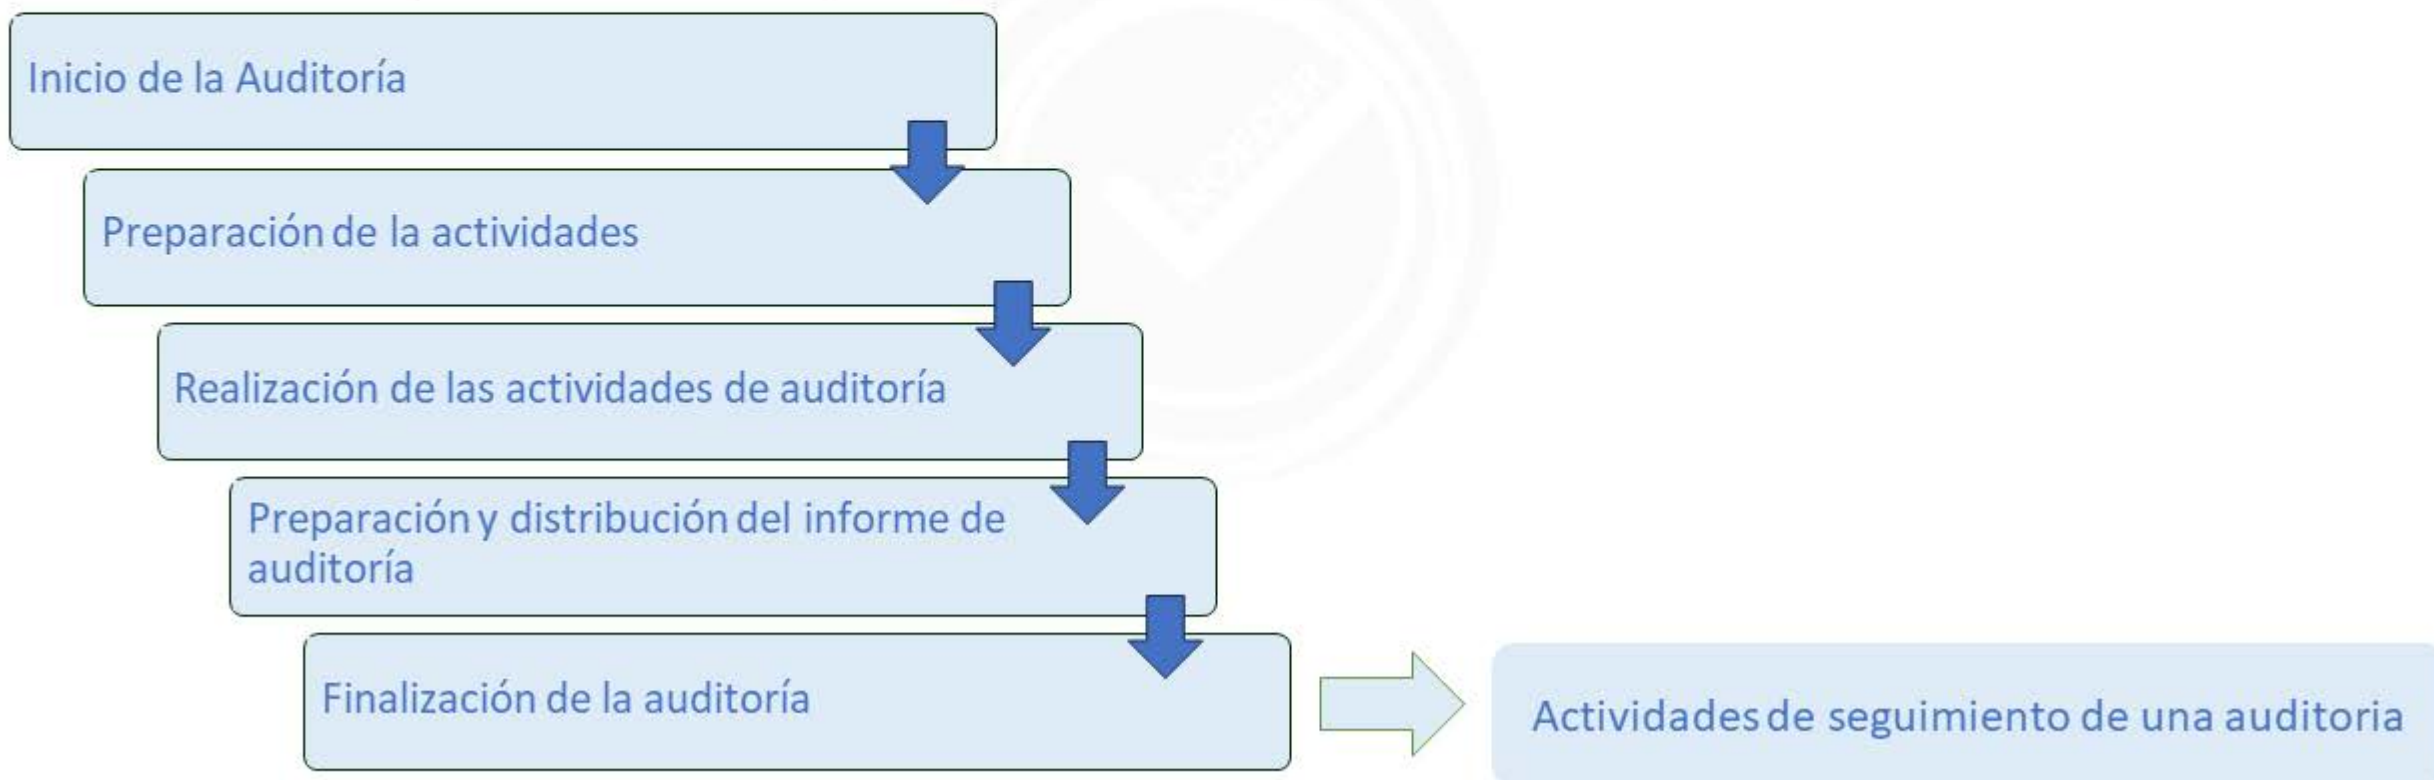 Inicio de la Auditoría
Preparación de la actividades
Realización de las actividades de auditoría
Preparación y distribución del informe de
auditoría
Finalización de la auditoría
Actividades de seguimiento de una auditoria